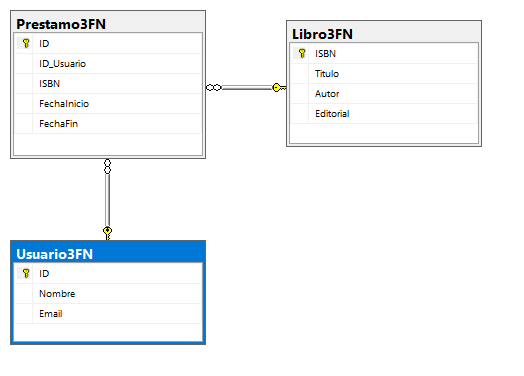 Prestamo3FN
ID
ID_Usuario
ISBN
FechaInicio
FechaFin
Libro3FN
ISBN
Titulo
Autor
Editorial
Usuario3FN
ID
Nombre
Email